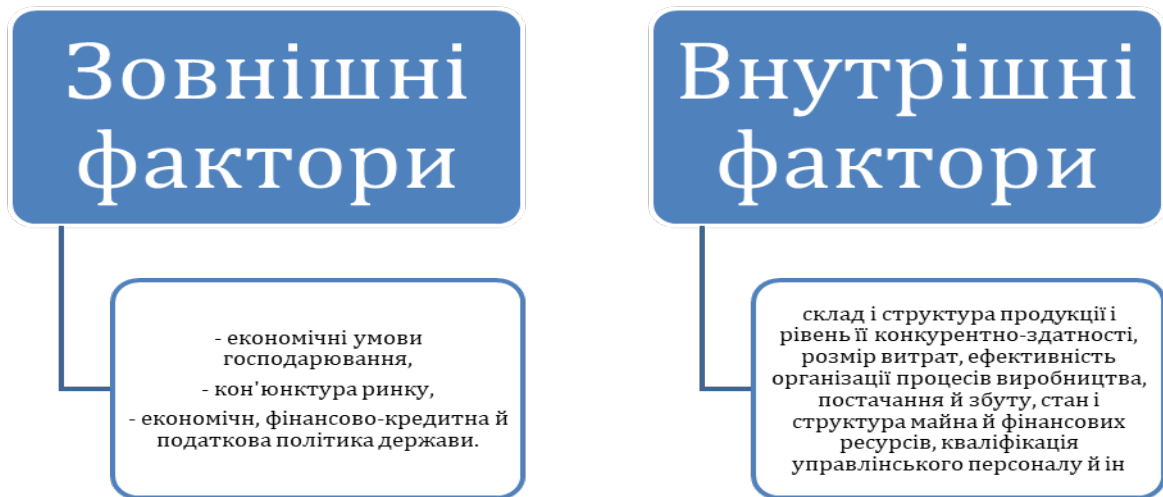 Зовнішні
фактори
- економічні умови
господарювання,
- кон'юнктура ринку,
- економічн, фінансово-кредитна й
податкова політика держави.
Внутрішні
фактори
склад і структура продукції і
рівень її конкурентно-здатності,
розмір витрат, ефективність
організації процесів виробництва,
постачання й збуту, стан і
структура майна й фінансових
ресурсів, кваліфікація
управлінського персоналу й ін